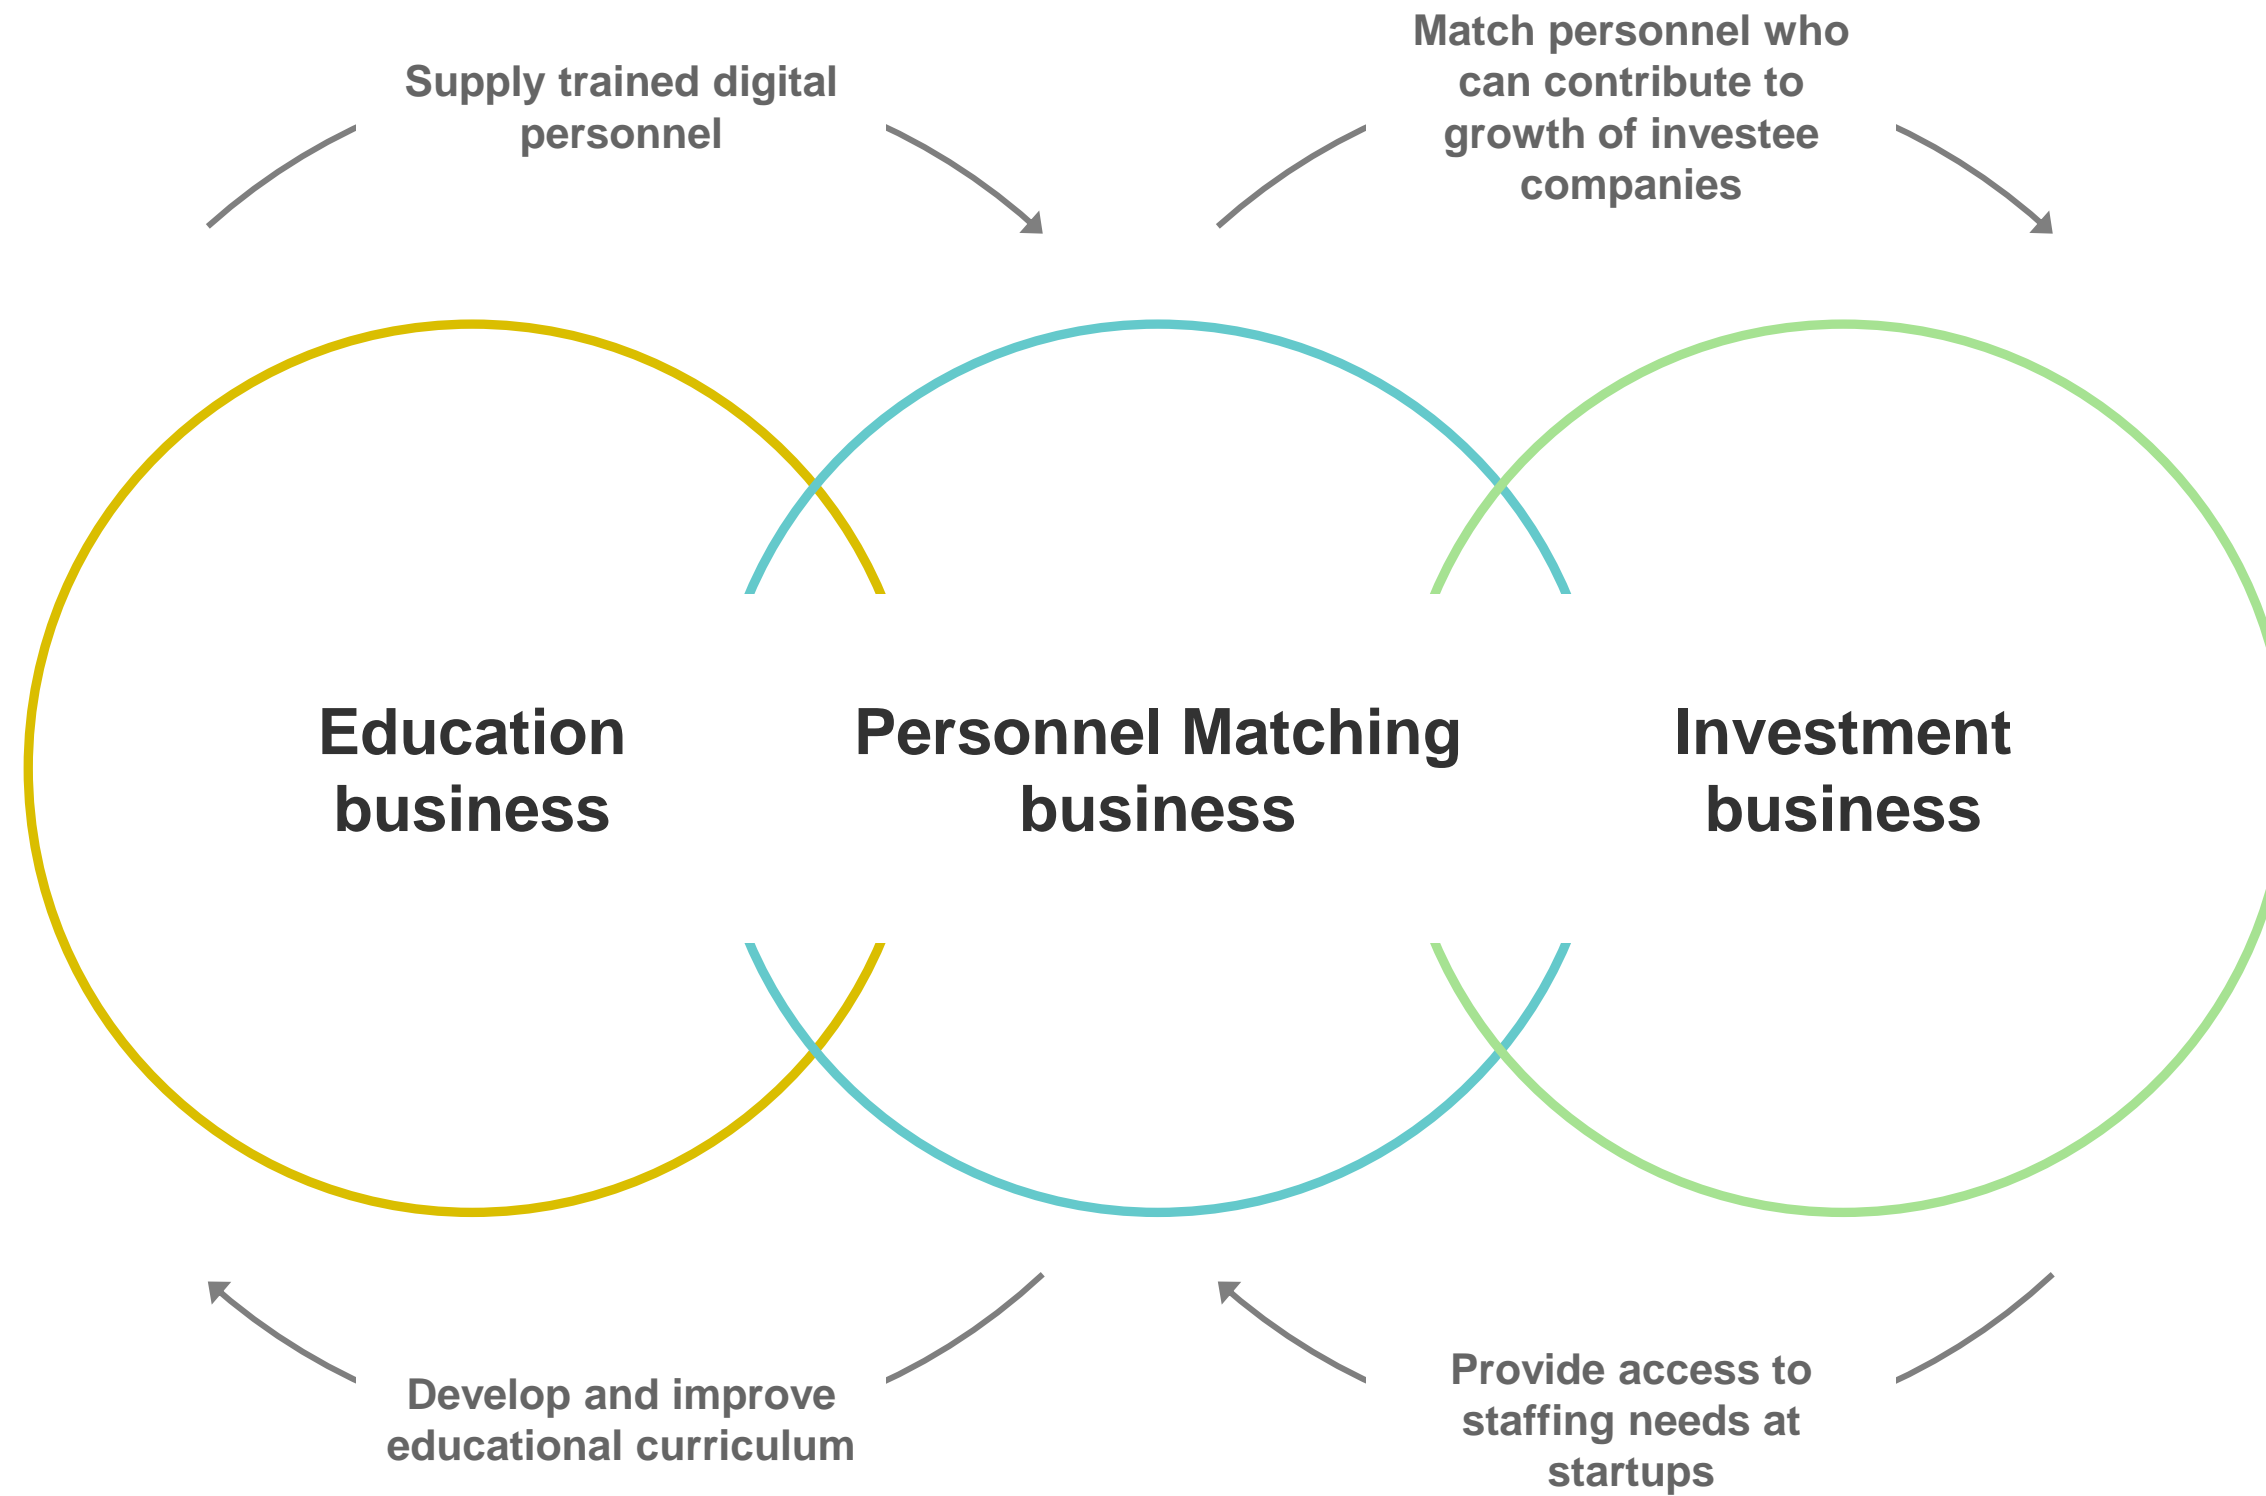 Supply trained digital
personnel
Match personnel who
can contribute to
growth of investee
companies
Education
business
Personnel Matching
business
Investment
business
Develop and improve
educational curriculum
Provide access to
staffing needs at
startups